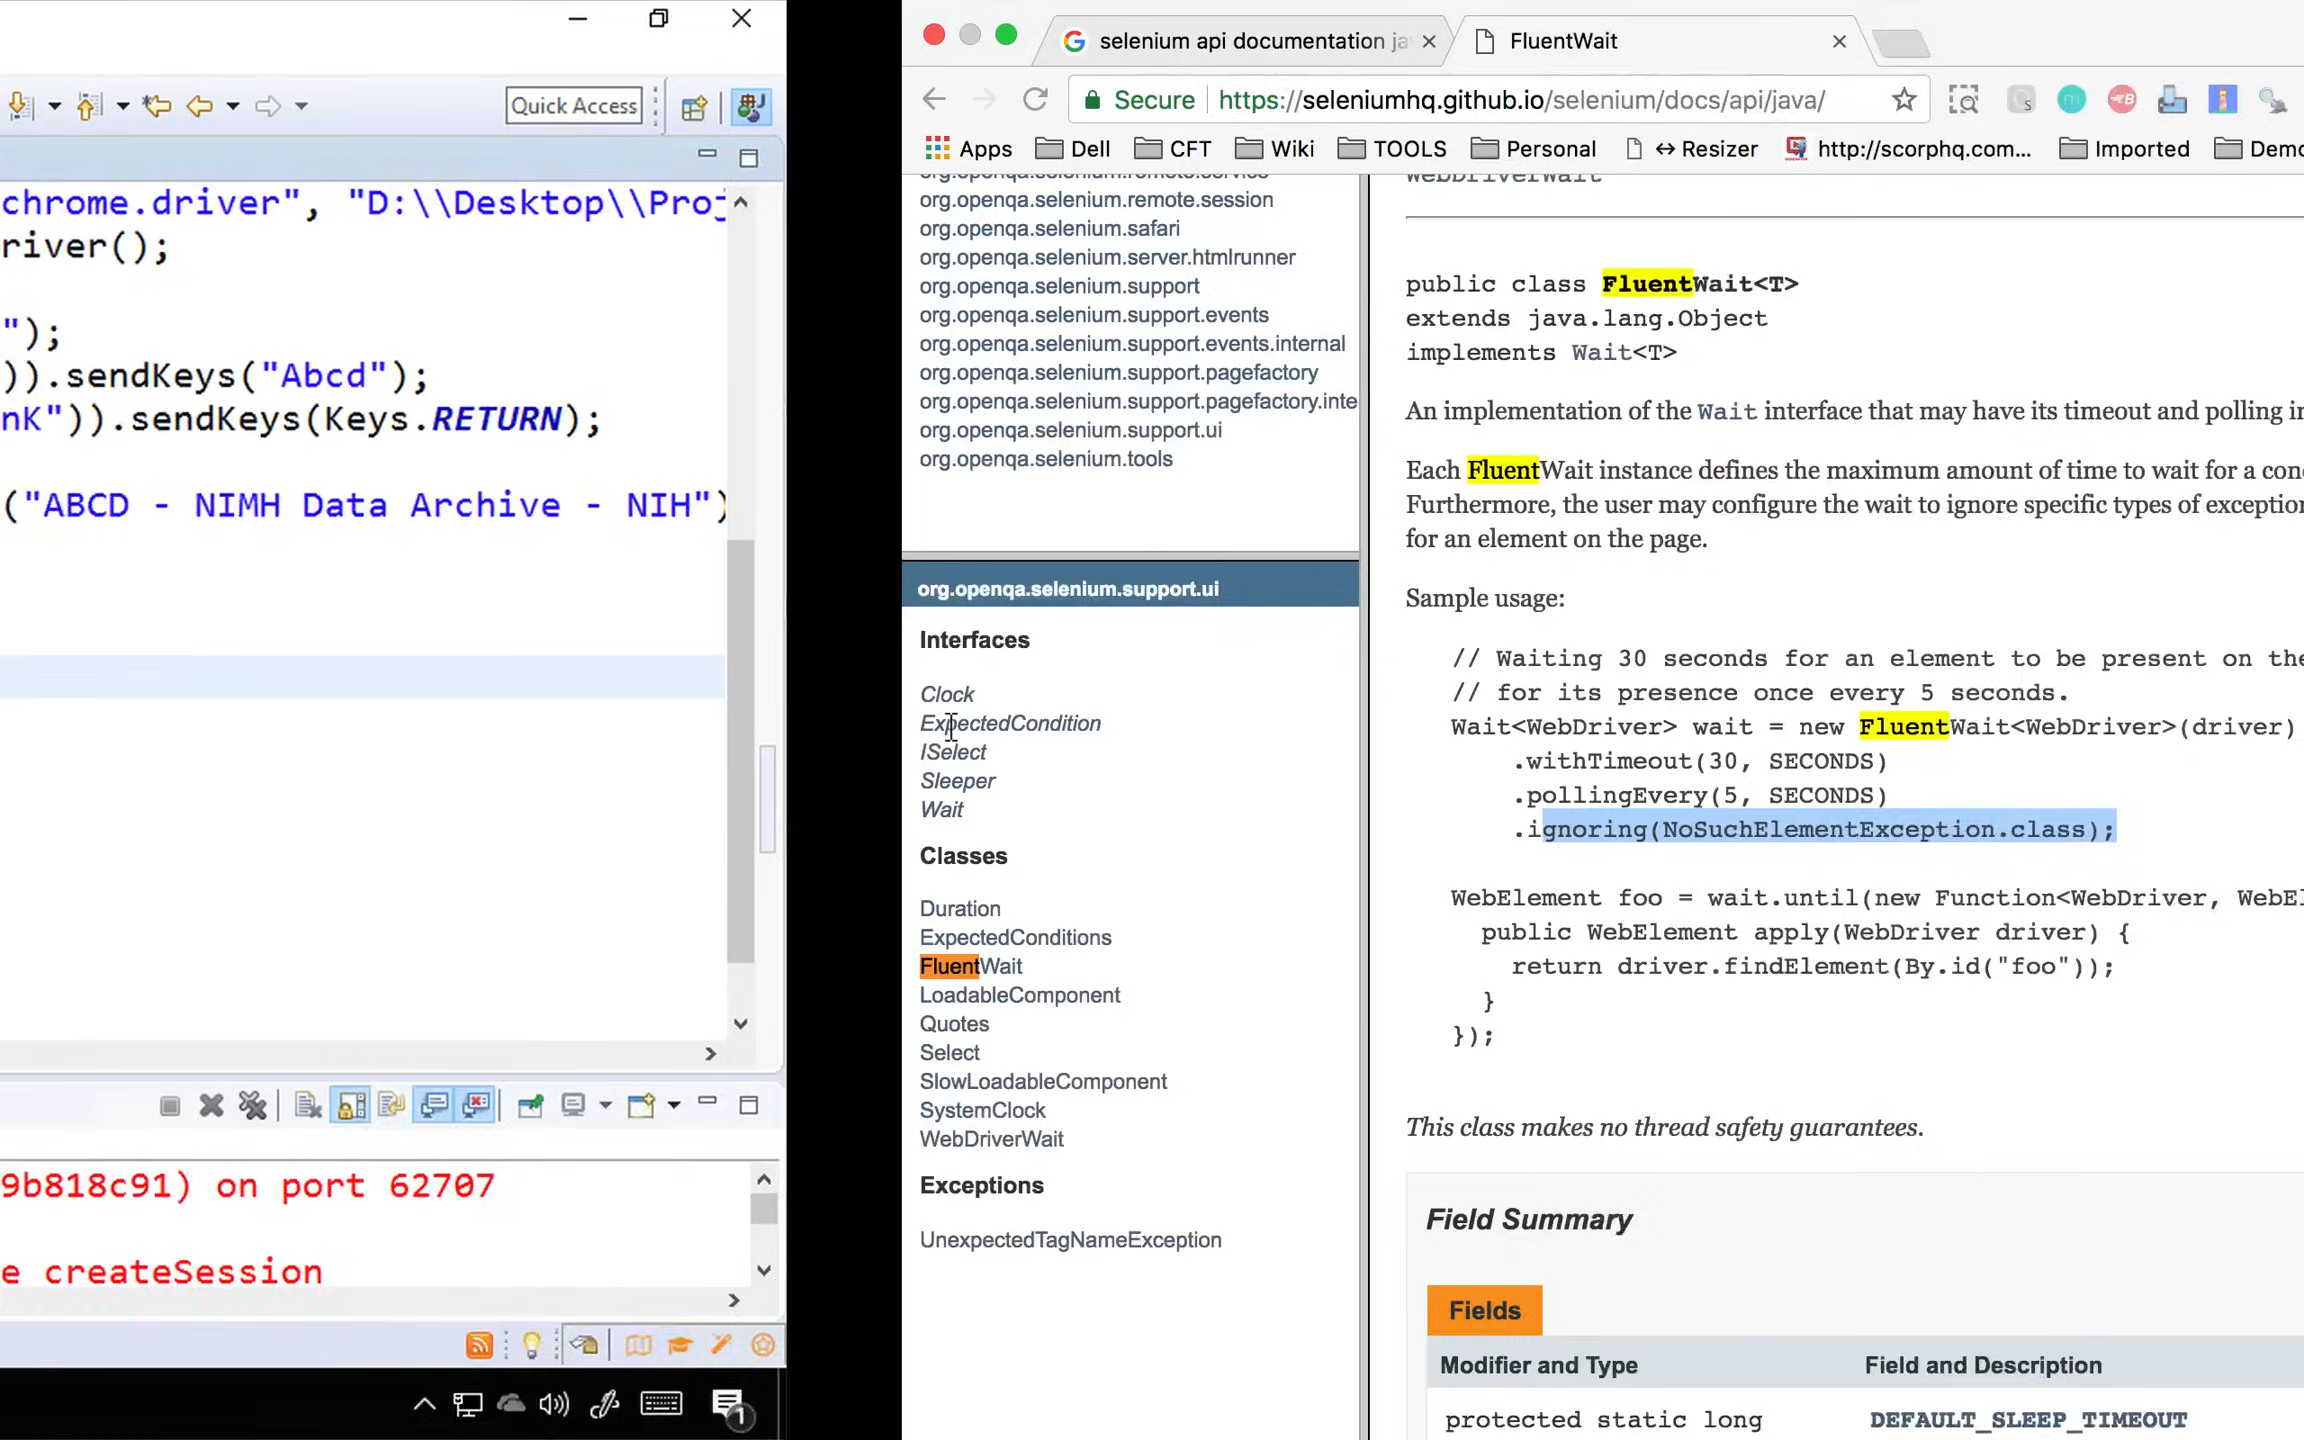 Quick Access
chrome.driver", "D:\\Desktop\\Proj
river();
");
)).sendKeys("Abcd");
nK")).sendKeys(Keys.RETURN);
("ABCD - NIMH Data Archive - NIH")
9b818c91) on port 62707
e createSession
1
selenium api documentation ja
FluentWait
Secure
https://seleniumhq.github.io/selenium/docs/api/java/
Apps
Dell
CFT
Wiki
TOOLS
Personal
↔ Resizer
http://scorphq.com...
Imported
Demo
org.openqa.selenium.remote.service
org.openqa.selenium.remote.session
org.openqa.selenium.safari
org.openqa.selenium.server.htmlrunner
org.openqa.selenium.support
org.openqa.selenium.support.events
org.openqa.selenium.support.events.internal
org.openqa.selenium.support.pagefactory
org.openqa.selenium.support.pagefactory.inte
org.openqa.selenium.support.ui
org.openqa.selenium.tools
org.openqa.selenium.support.ui
Interfaces
Clock
ExpectedCondition
ISelect
Sleeper
Wait
Classes
Duration
ExpectedConditions
FluentWait
LoadableComponent
Quotes
Select
SlowLoadableComponent
SystemClock
WebDriverWait
Exceptions
UnexpectedTagNameException
WebDriverWait
public class FluentWait<T>
extends java.lang.Object
implements Wait<T>
An implementation of the Wait interface that may have its timeout and polling in
Each FluentWait instance defines the maximum amount of time to wait for a con
Furthermore, the user may configure the wait to ignore specific types of exception
for an element on the page.
Sample usage:
// Waiting 30 seconds for an element to be present on the
// for its presence once every 5 seconds.
Wait<WebDriver> wait = new FluentWait<WebDriver>(driver)
.withTimeout(30, SECONDS)
.pollingEvery(5, SECONDS)
.ignoring(NoSuchElementException.class);
WebElement foo = wait.until(new Function<WebDriver, WebEl
public WebElement apply(WebDriver driver) {
return driver.findElement(By.id("foo"));
}
});
This class makes no thread safety guarantees.
Field Summary
Fields
Modifier and Type
Field and Description
protected static long
DEFAULT_SLEEP_TIMEOUT